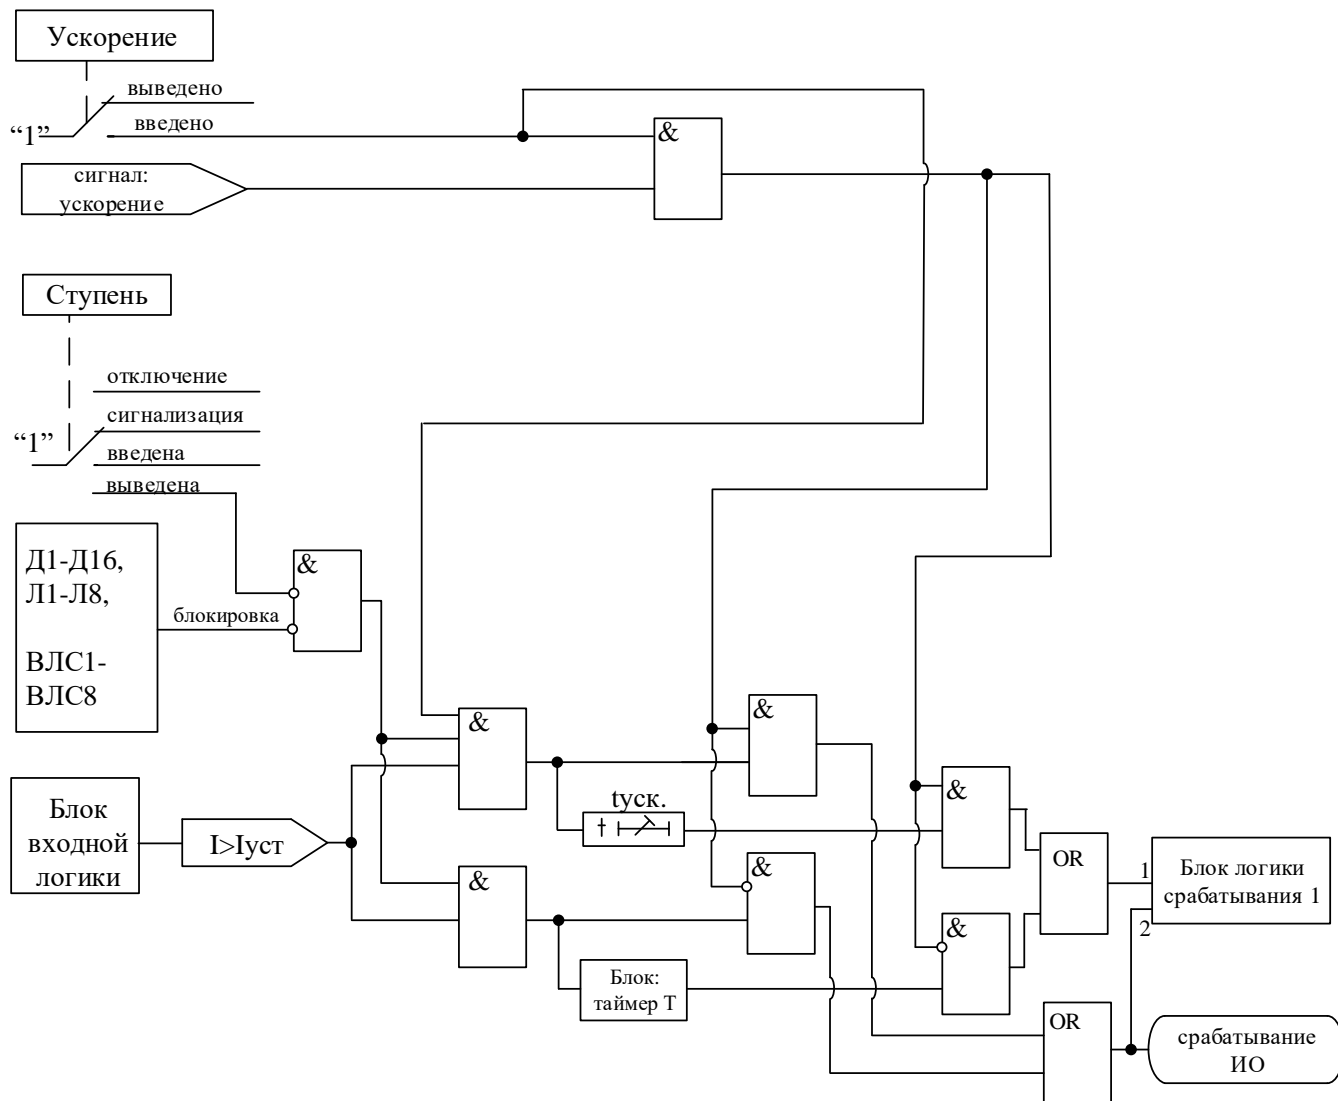 Ускорение
выведено
“1”
введено
&
сигнал:
ускорение
Ступень
отключение
сигнализация
“1”
введена
выведена
Д1-Д16,
Л1-Л8,
ВЛС1-
ВЛС8
блокировка
&
&
&
tуск.
&
Блок
входной
логики
I>Iуст
&
&
&
OR
1
2
Блок логики
срабатывания 1
Блок:
таймер Т
OR
срабатывание
ИО